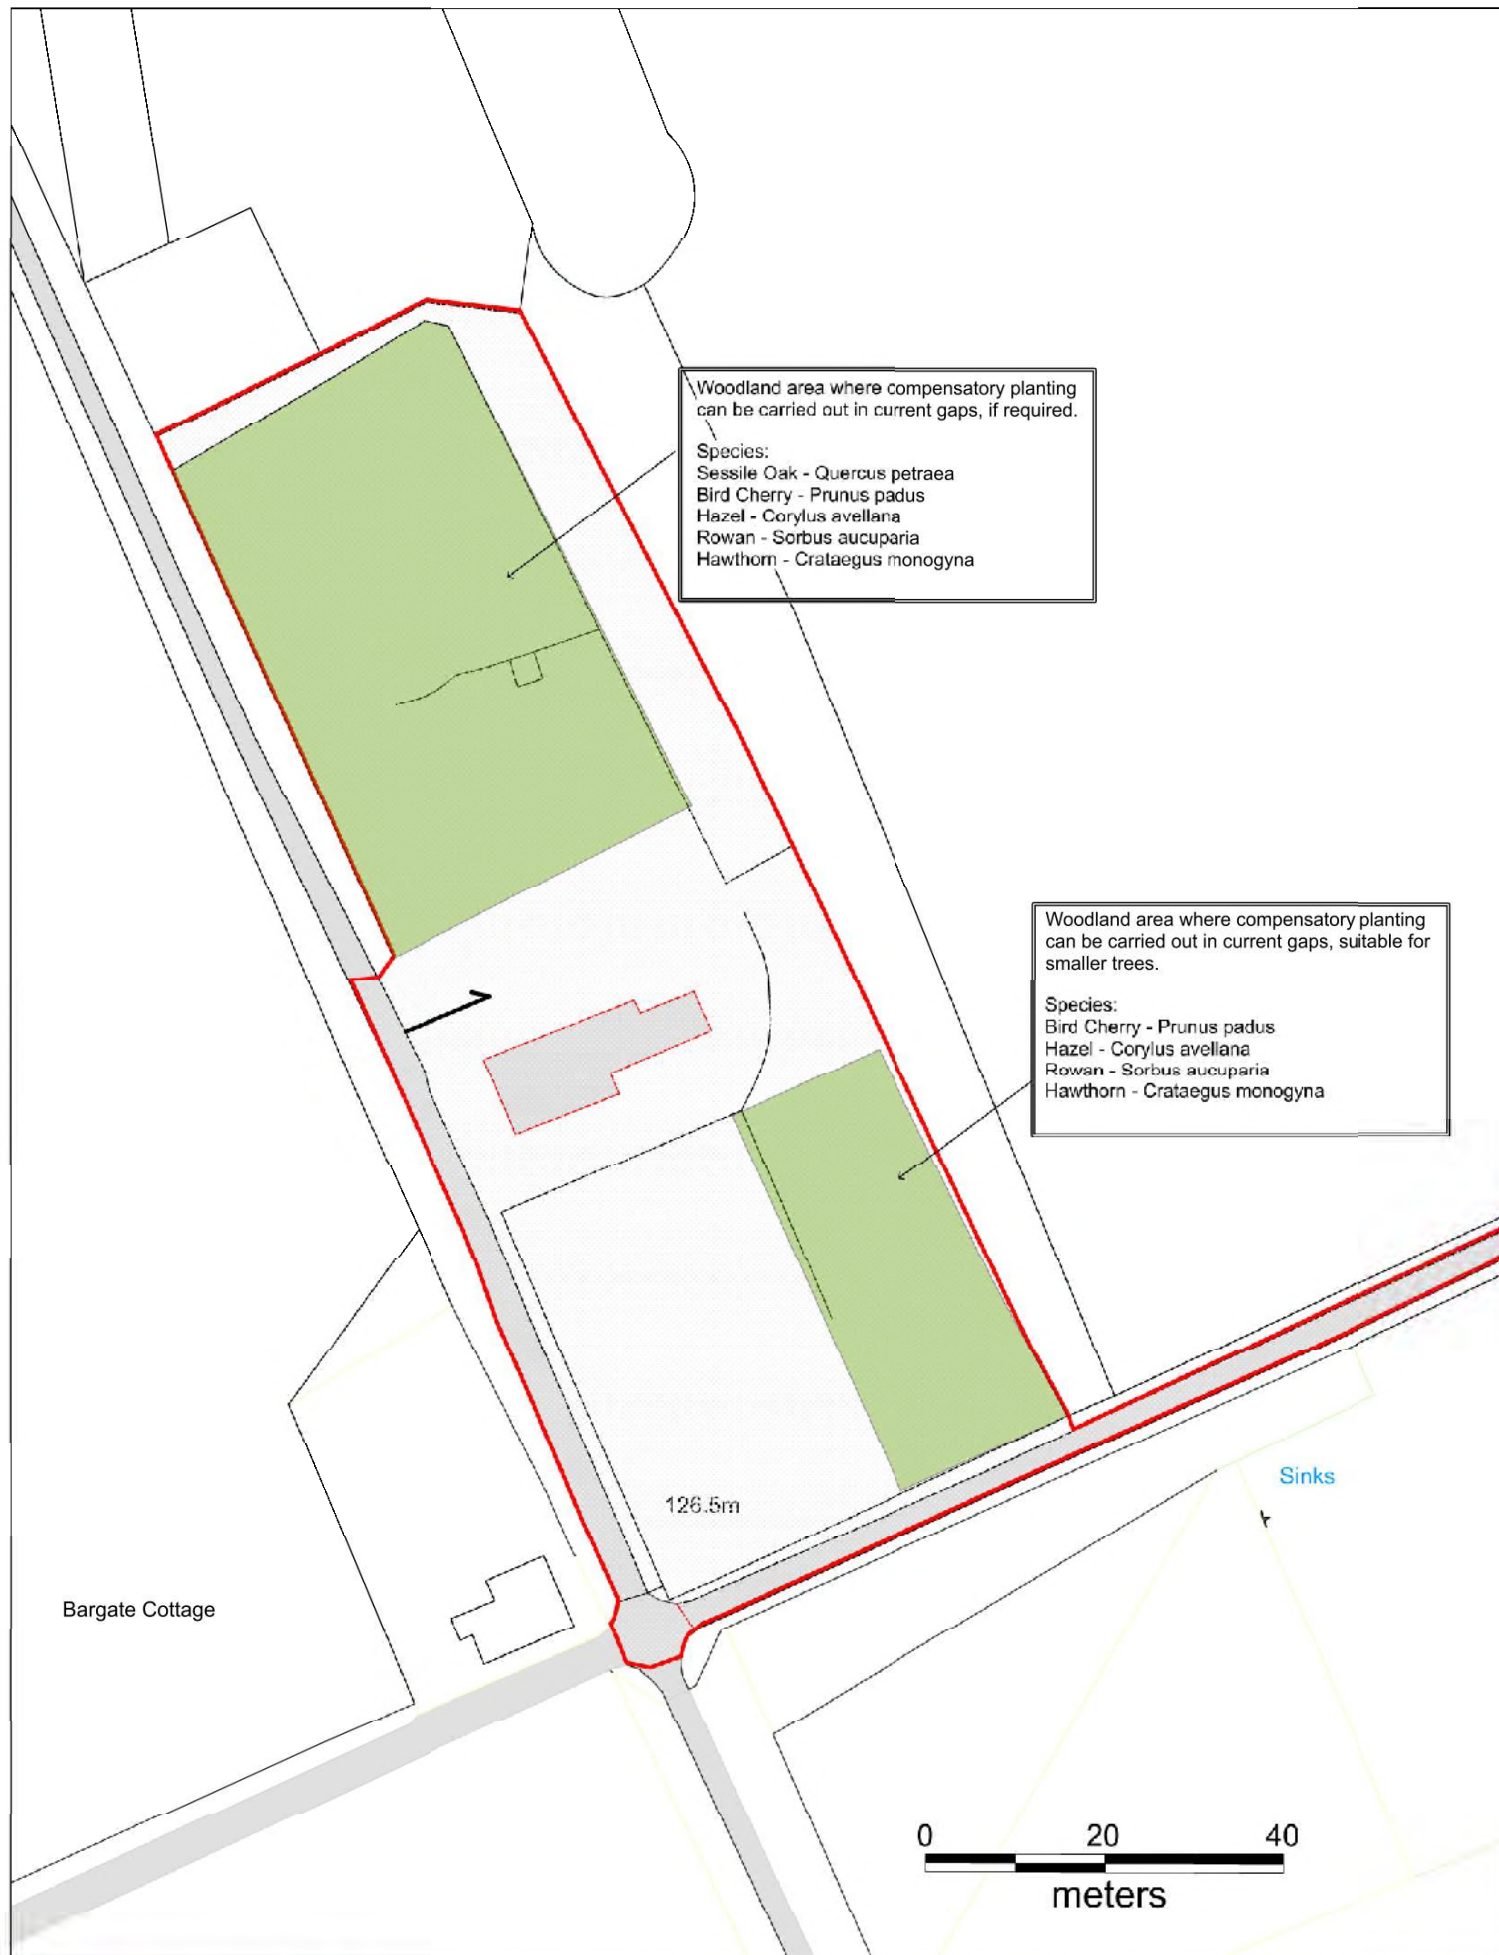 Woodland area where compensatory planting
can be carried out in current gaps, if required.
Species:
Sessile Oak - Quercus petraea
Bird Cherry - Prunus padus
Hazel - Corylus avellana
Rowan - Sorbus aucuparia
Hawthorn - Crataegus monogyna
Woodland area where compensatory planting
can be carried out in current gaps, suitable for
smaller trees.
Species:
Bird Cherry - Prunus padus
Hazel - Corylus avellana
Rowan - Sorbus aucuparia
Hawthorn - Crataegus monogyna
Sinks
126.5m
Bargate Cottage
0 20 40
meters